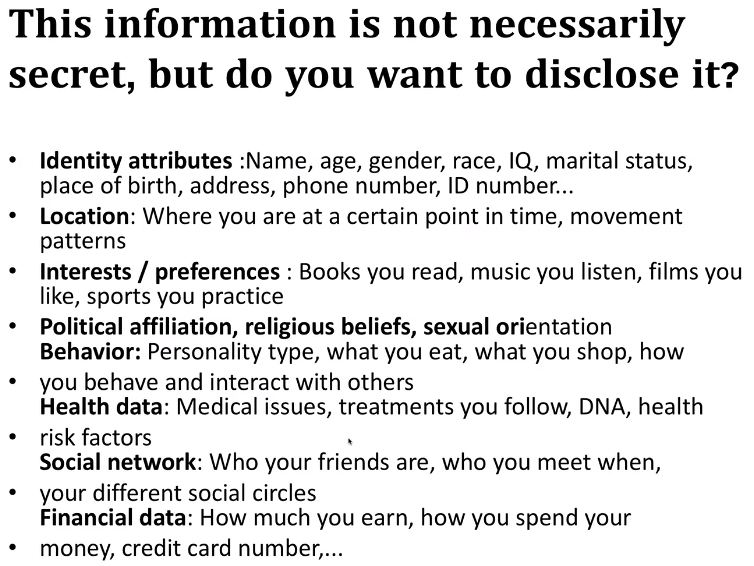 This information is not necessarily
secret, but do you want to disclose it?
• Identity attributes :Name, age, gender, race, IQ, marital status,
place of birth, address, phone number, ID number...
• Location: Where you are at a certain point in time, movement
patterns
• Interests / preferences : Books you read, music you listen, films you
like, sports you practice
• Political affiliation, religious beliefs, sexual orientation
Behavior: Personality type, what you eat, what you shop, how
• you behave and interact with others
Health data: Medical issues, treatments you follow, DNA, health
• risk factors
Social network: Who your friends are, who you meet when,
• your different social circles
Financial data: How much you earn, how you spend your
• money, credit card number,...